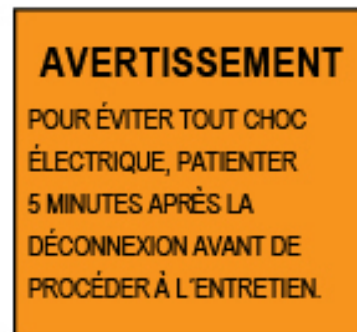 AVERTISSEMENT
POUR ÉVITER TOUT CHOC
ÉLECTRIQUE, PATIENTER
5 MINUTES APRÈS LA
DÉCONNEXION AVANT DE
PROCÉDER À L´ENTRETIEN.